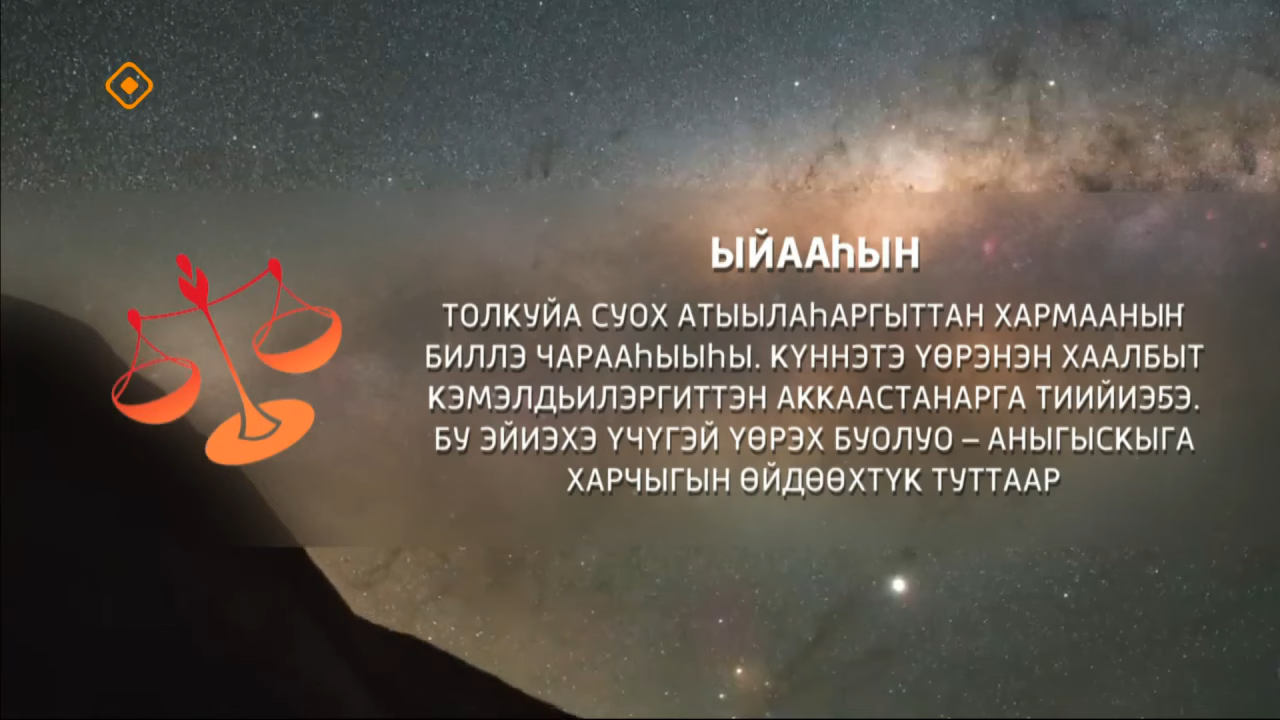 ЫЙААҺЫН
ТОЛКУЙА СУОХ АТЫЫЛАҺАРГЫТТАН ХАРМААНЫҤ
БИЛЛЭ ЧАРААҺЫЫҺЫ. КҮННЭТЭ ҮӨРЭНЭН ХААЛБЫТ
КЭМЭЛДЬИЛЭРГИТТЭН АККААСТАНАРГА ТИИЙИЭ5Э.
БУ ЭЙИЭХЭ ҮЧҮГЭЙ ҮӨРЭХ БУОЛУО – АНЫГЫСКЫГА
ХАРЧЫГЫН ӨЙДӨӨХТҮК ТУТТААР